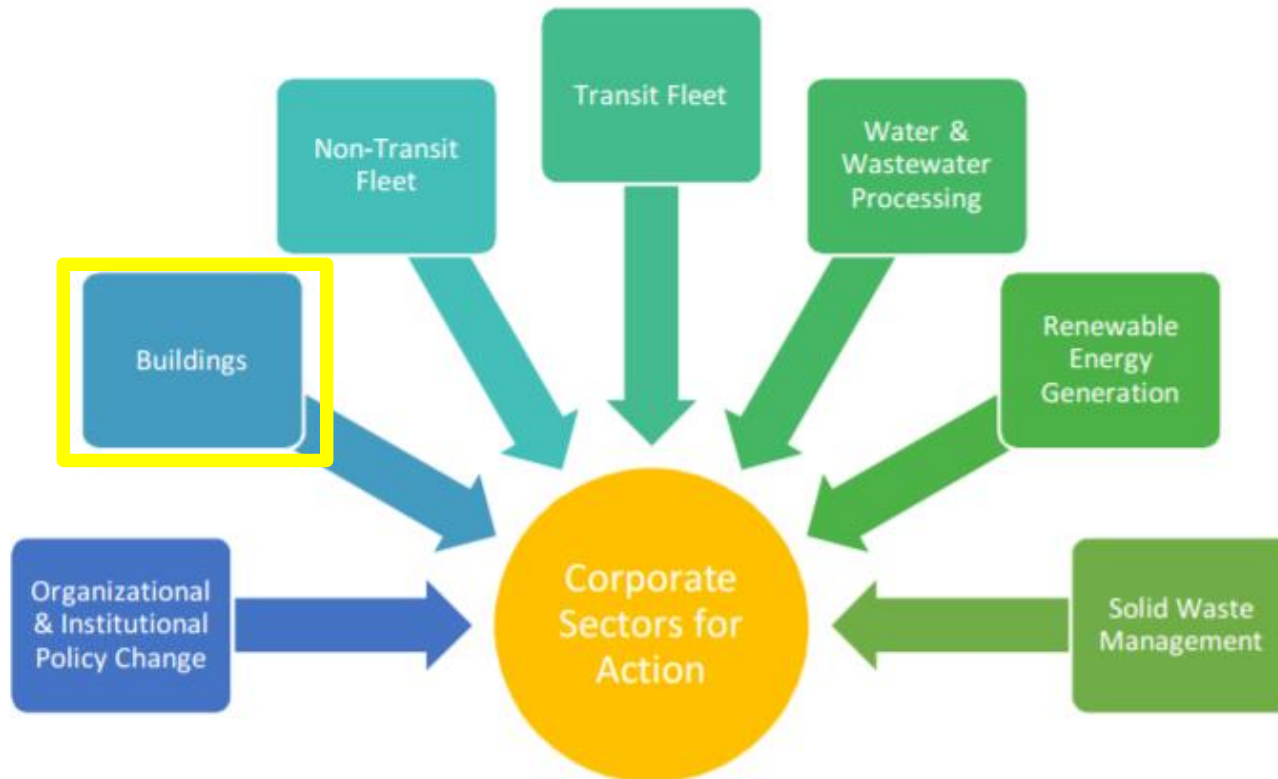 Transit Fleet
Non-Transit
Fleet
Water &
Wastewater
Processing
Buildings
Renewable
Energy
Generation
Organizational
& Institutional
Policy Change
Corporate
Sectors for
Action
Solid Waste
Management